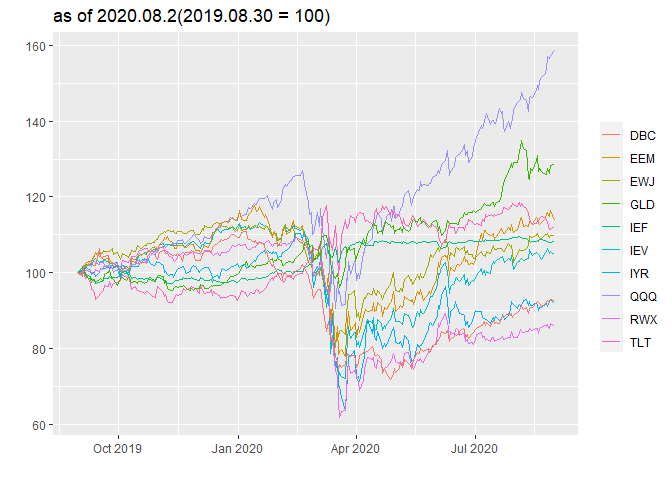 as of 2020.08.2(2019.08.30 = 100)
160
140
120
100
80
60
Oct 2019
Jan 2020
Apr 2020
Jul 2020
DBC
EEM
EWJ
GLD
IEF
IEV
IYR
QQQ
RWX
TLT